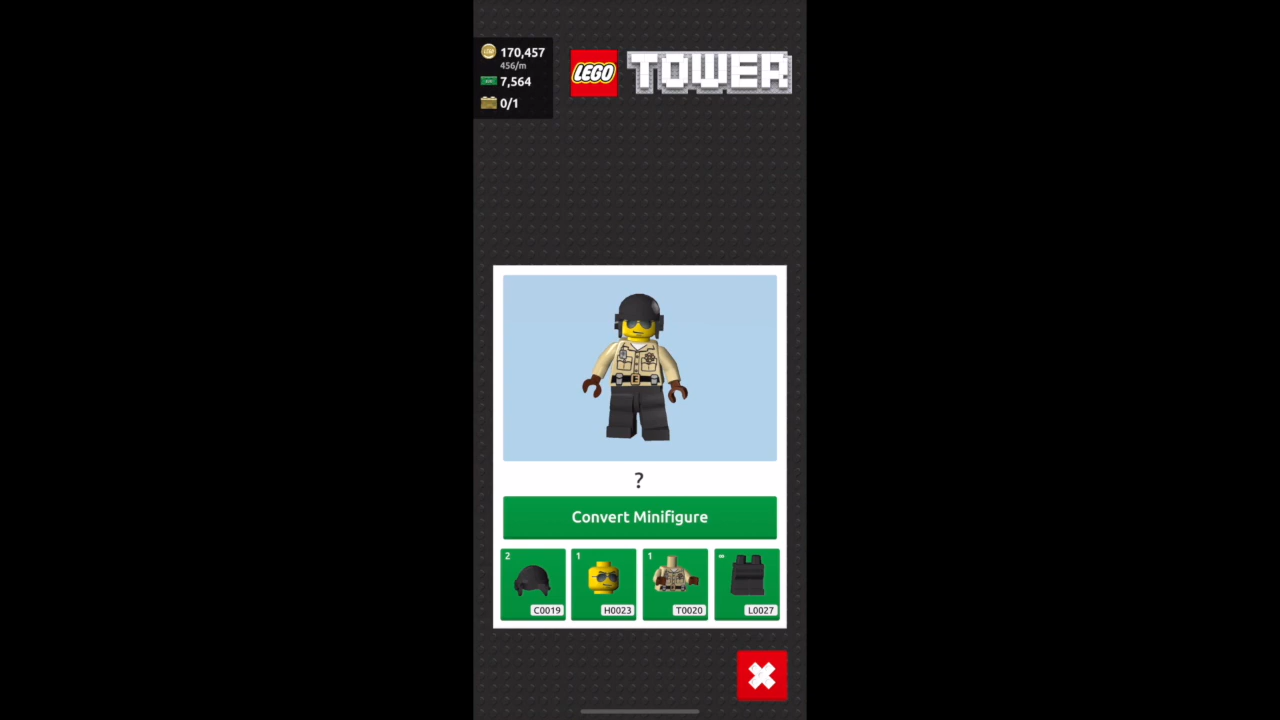 170,457
456/m
7,564
0/1
LEGO TOWER
?
Convert Minifigure
2
C0019
1
H0023
1
T0020
∞
L0027